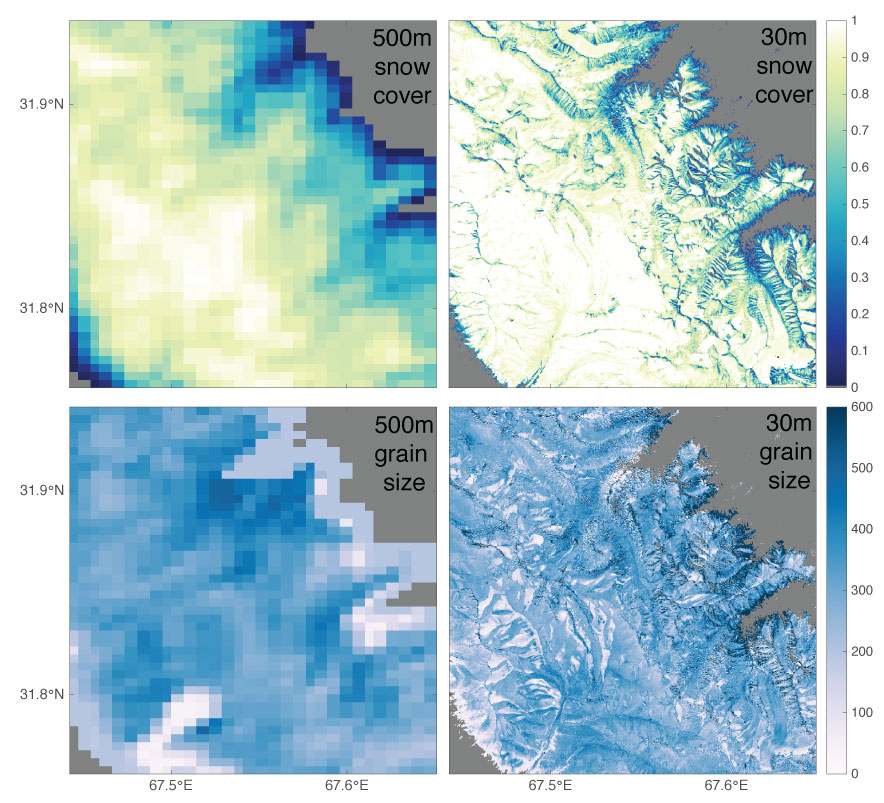 500m
snow
cover
30m
snow
cover
1
0.9
0.8
0.7
0.6
0.5
0.4
0.3
0.2
0.1
0
31.9°N
31.8°N
500m
grain
size
30m
grain
size
600
500
400
300
200
100
0
31.9°N
31.8°N
67.5°E
67.6°E
67.5°E
67.6°E